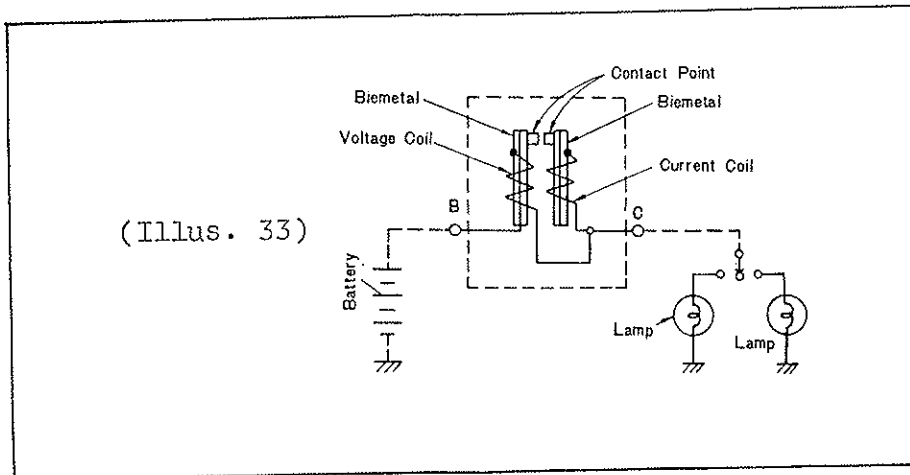 Contact Point
Biemetal
Biemetal
Voltage Coil
Current Coil
B
C
(Illus. 33)
Battery
Lamp
Lamp